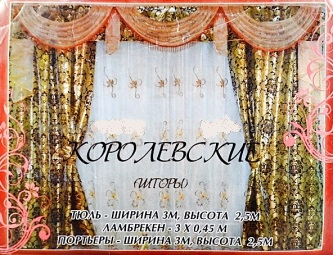 КОРОЛЕВСКИЕ
(ШТОРЫ)
ТЮЛЬ - ШИРИНА 3М, ВЫСОТА 2,5М
ЛАМБРЕКЕН - 3 X 0,45 М
ПОРТЬЕРЫ - ШИРИНА 3М, ВЫСОТА 2,5М